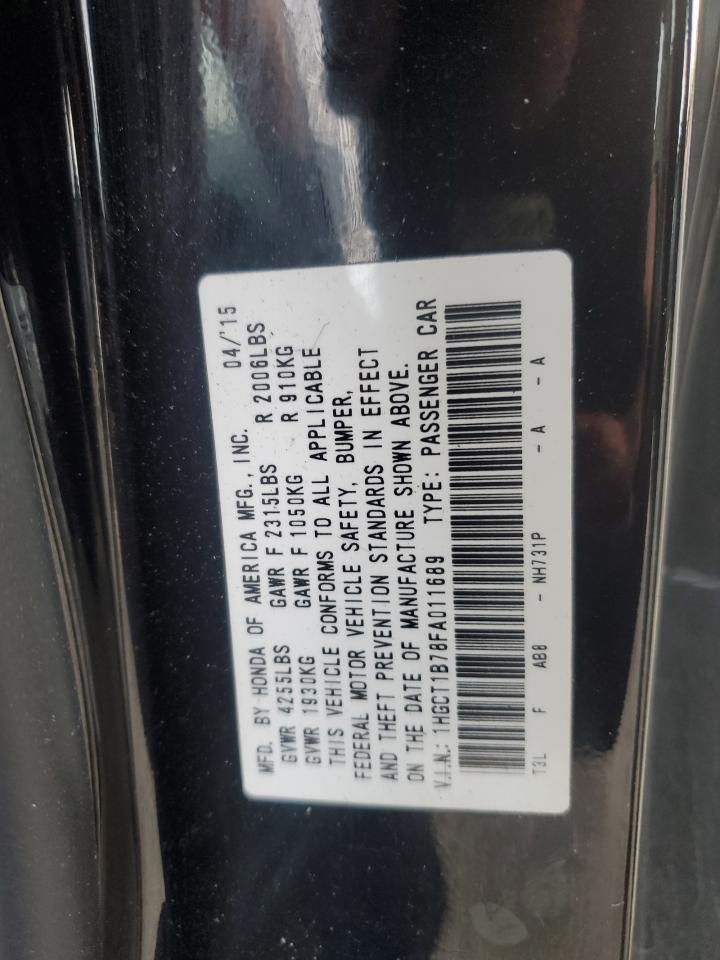 MFD. BY HONDA OF AMERICA MFG., INC. 04/'15
GVWR 4255LBS GAWR F 2315LBS R 2006LBS
GVWR 1930KG GAWR F 1050KG R 910KG
THIS VEHICLE CONFORMS TO ALL APPLICABLE
FEDERAL MOTOR VEHICLE SAFETY, BUMPER,
AND THEFT PREVENTION STANDARDS IN EFFECT
ON THE DATE OF MANUFACTURE SHOWN ABOVE.
V.I.N.: 1HGCT1B78FA011689 TYPE: PASSENGER CAR
T3L F AB8 - NH731P - A - A